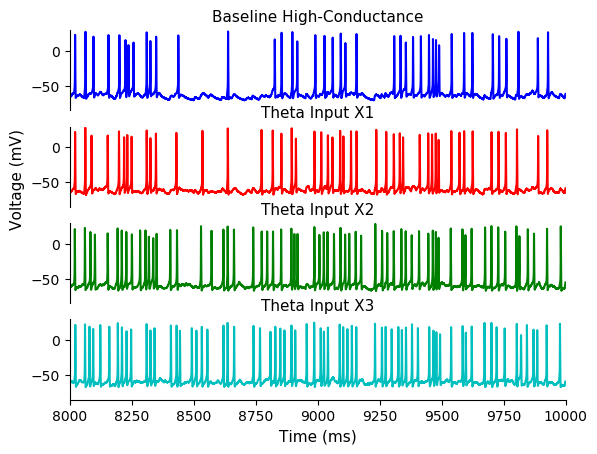 Baseline High-Conductance
0
−50
Theta Input X1
0
−50
Theta Input X2
0
−50
Theta Input X3
0
−50
Voltage (mV)
8000 8250 8500 8750 9000 9250 9500 9750 10000
Time (ms)